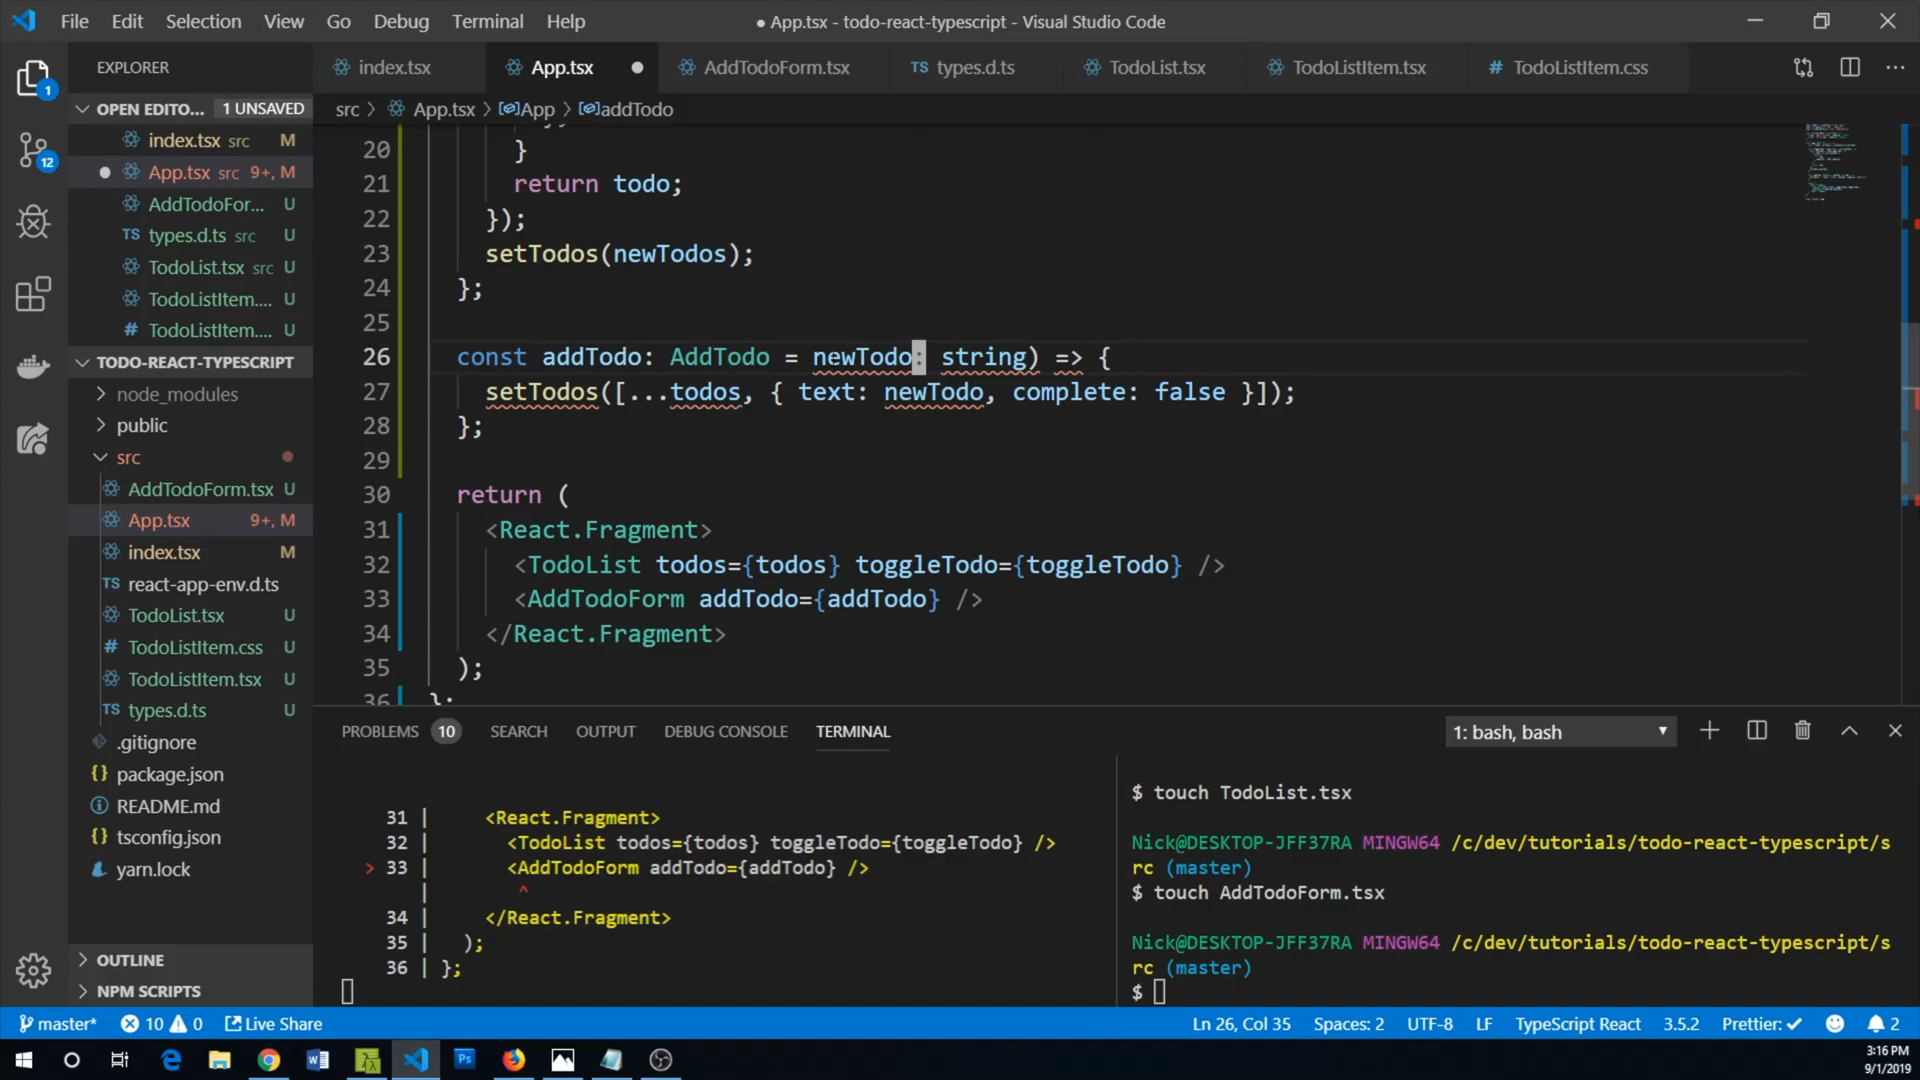 File Edit Selection View Go Debug Terminal Help
● App.tsx - todo-react-typescript - Visual Studio Code
EXPLORER
index.tsx
App.tsx
AddTodoForm.tsx
TS types.d.ts
TodoList.tsx
TodoListItem.tsx
# TodoListItem.css
1
12
OPEN EDITO... 1 UNSAVED
index.tsx src M
App.tsx src 9+, M
AddTodoFor... U
TS types.d.ts src U
TodoList.tsx src U
TodoListItem.... U
# TodoListItem.... U
TODO-REACT-TYPESCRIPT
node_modules
public
src
AddTodoForm.tsx U
App.tsx 9+, M
index.tsx M
TS react-app-env.d.ts
TodoList.tsx U
# TodoListItem.css U
TodoListItem.tsx U
TS types.d.ts U
.gitignore
{} package.json
README.md
{} tsconfig.json
yarn.lock
OUTLINE
NPM SCRIPTS
src > App.tsx > App > addTodo
20 }
21 return todo;
22 });
23 setTodos(newTodos);
24 };
25
26 const addTodo: AddTodo = newTodo: string) => {
27 setTodos([...todos, { text: newTodo, complete: false }]);
28 };
29
30 return (
31 <React.Fragment>
32 <TodoList todos={todos} toggleTodo={toggleTodo} />
33 <AddTodoForm addTodo={addTodo} />
34 </React.Fragment>
35 );
36 };
PROBLEMS 10 SEARCH OUTPUT DEBUG CONSOLE TERMINAL
1: bash, bash
31 | <React.Fragment>
32 | <TodoList todos={todos} toggleTodo={toggleTodo} />
> 33 | <AddTodoForm addTodo={addTodo} />
| ^
34 | </React.Fragment>
35 | );
36 | };
$ touch TodoList.tsx
Nick@DESKTOP-JFF37RA MINGW64 /c/dev/tutorials/todo-react-typescript/s
rc (master)
$ touch AddTodoForm.tsx
Nick@DESKTOP-JFF37RA MINGW64 /c/dev/tutorials/todo-react-typescript/s
rc (master)
$
master* 10 0 Live Share
Ln 26, Col 35 Spaces: 2 UTF-8 LF TypeScript React 3.5.2 Prettier: ✓ 2
Ps
3:16 PM
9/1/2019